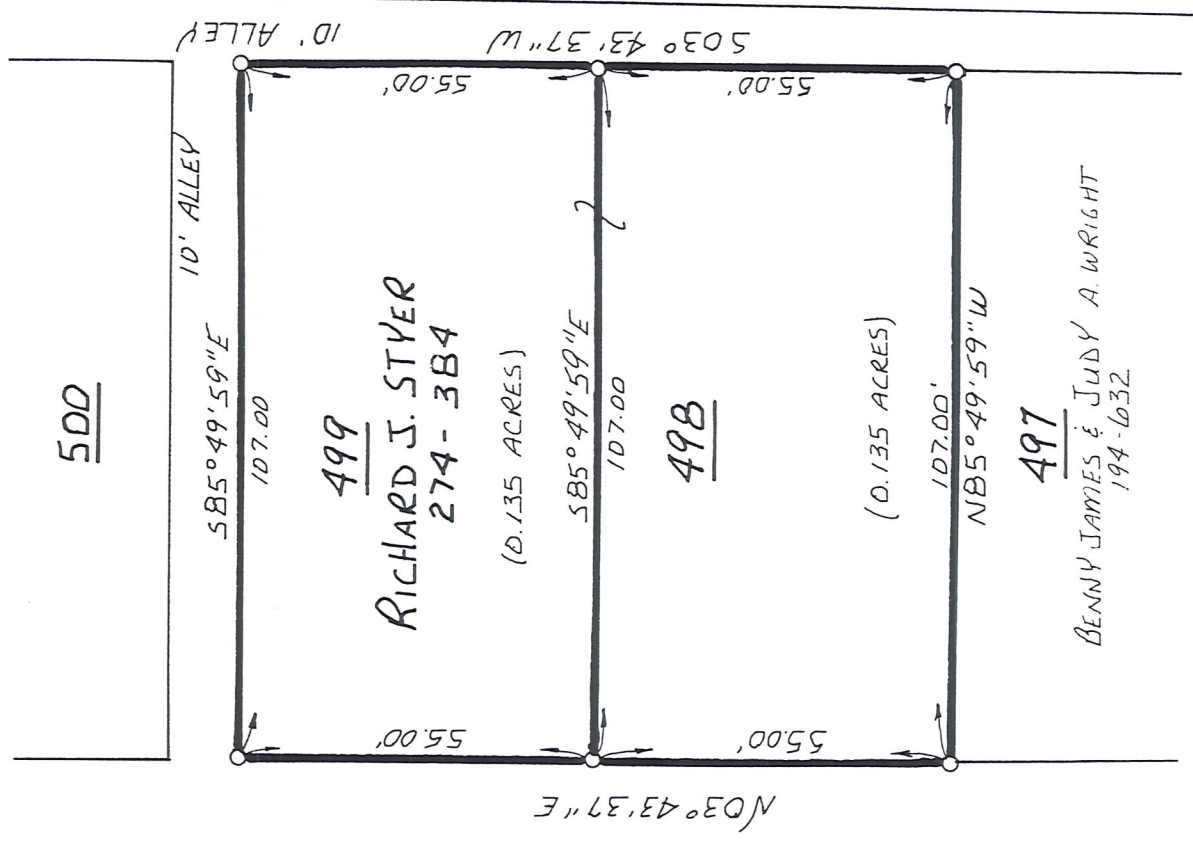 10' ALLEY
S03° 43' 37" W
55.00'
55.00'
10' ALLEY
500
S85° 49' 59" E
107.00
499
RICHARD J. STYER
274-384
(0.135 ACRES)
S85° 49' 59" E
107.00
498
(0.135 ACRES)
107.00'
N85° 49' 59" W
497
BENNY JAMES & JUDY A. WRIGHT
194-632
55.00'
55.00'
N03° 43' 37" E